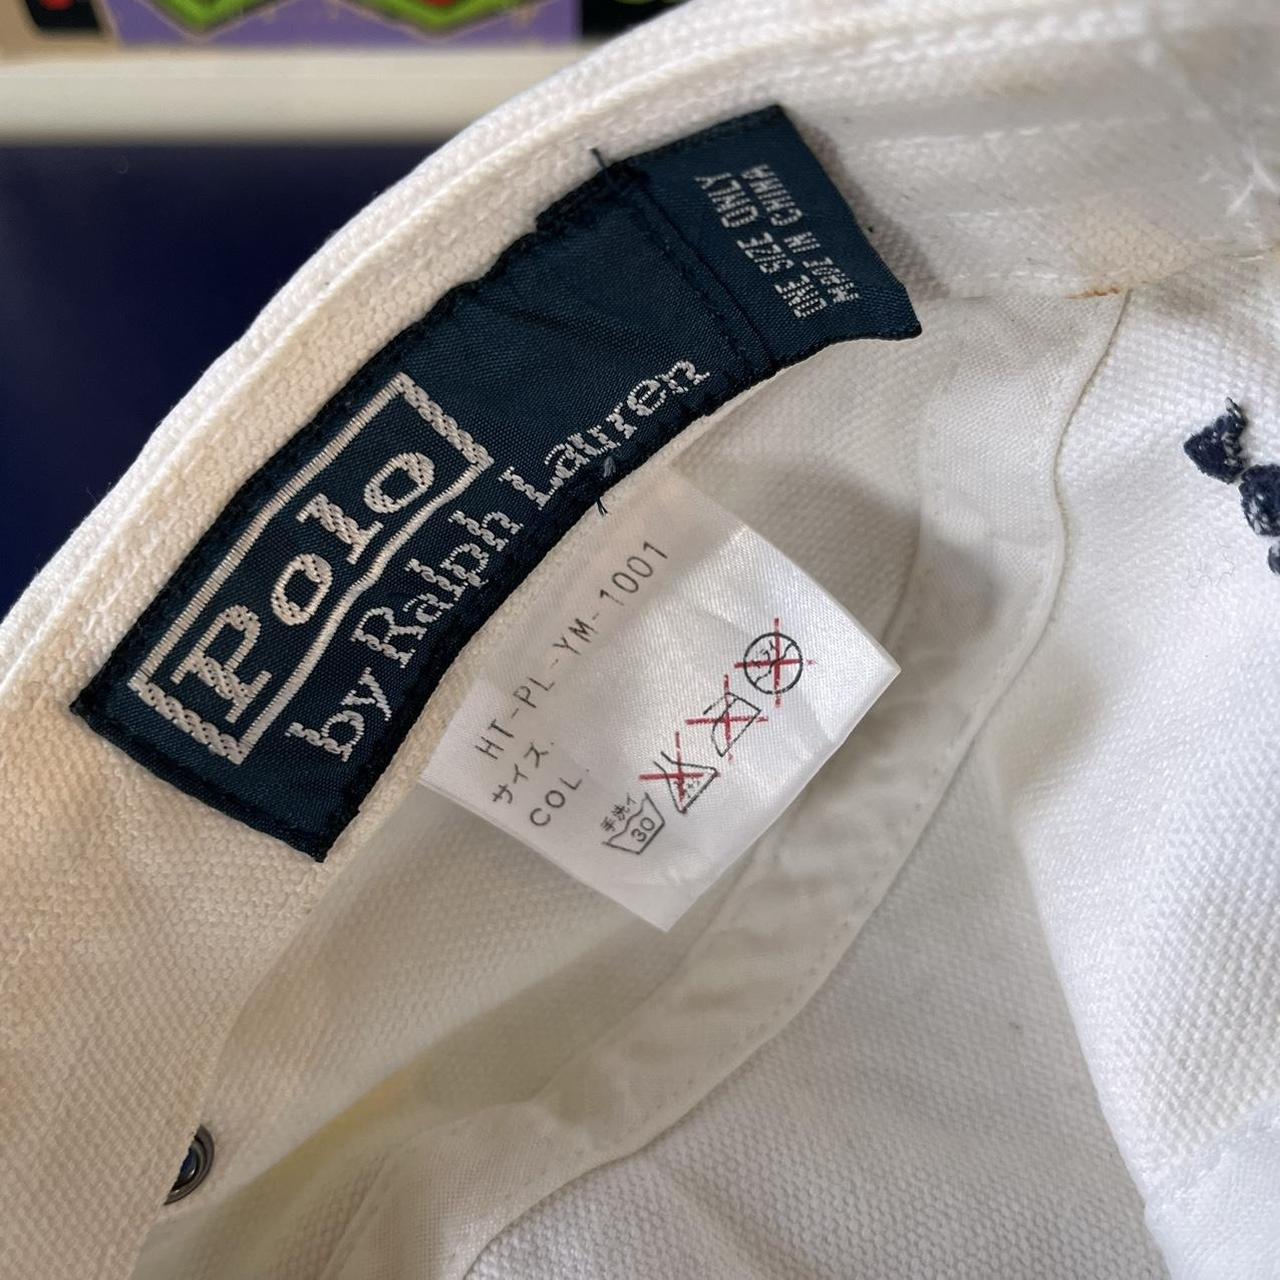 Polo
by Ralph Lauren
ONE SIZE ONLY
MADE IN CHINA
HT-PL-YM-1001
サイズ.
COL.
手洗イ
30